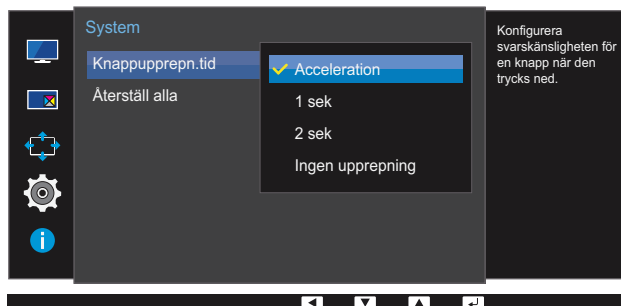 System
Knappupprepn.tid
Återställ alla
Acceleration
1 sek
2 sek
Ingen upprepning
Konfigurera
svarskänsligheten för
en knapp när den
trycks ned.